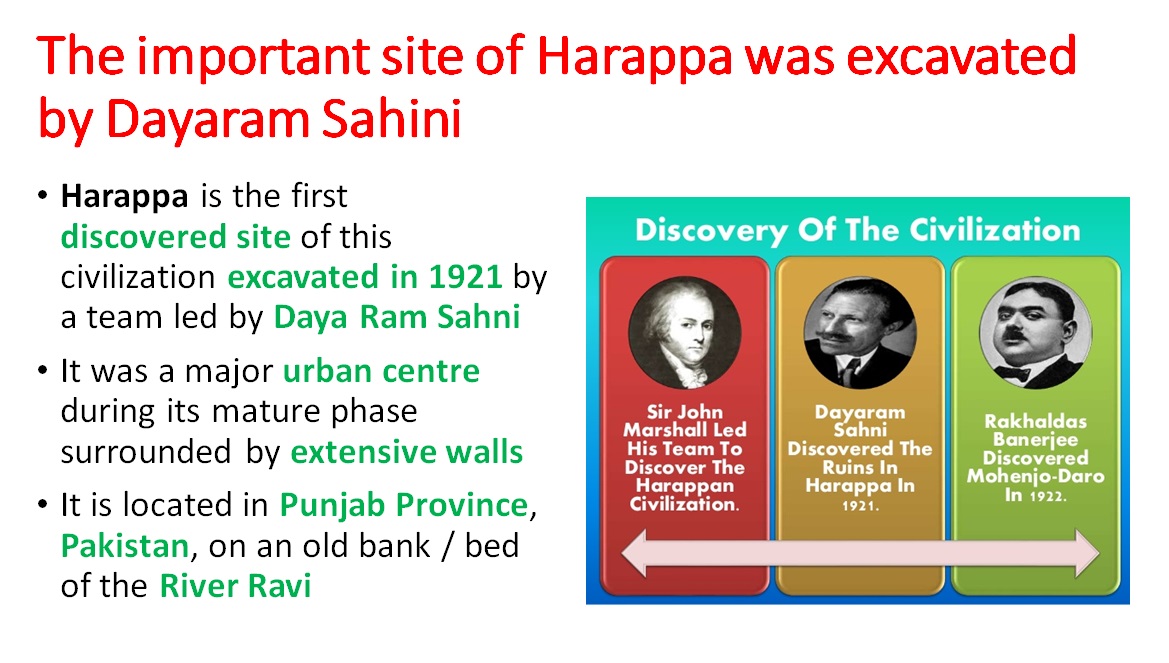 The important site of Harappa was excavated
by Dayaram Sahini
• Harappa is the first
discovered site of this
civilization excavated in 1921 by
a team led by Daya Ram Sahni
• It was a major urban centre
during its mature phase
surrounded by extensive walls
• It is located in Punjab Province,
Pakistan, on an old bank / bed
of the River Ravi
Discovery Of The Civilization
Sir John
Marshall Led
His Team To
Discover The
Harappan
Civilization.
Dayaram
Sahni
Discovered The
Ruins In
Harappa In
1921.
Rakhaldas
Banerjee
Discovered
Mohenjo-Daro
In 1922.